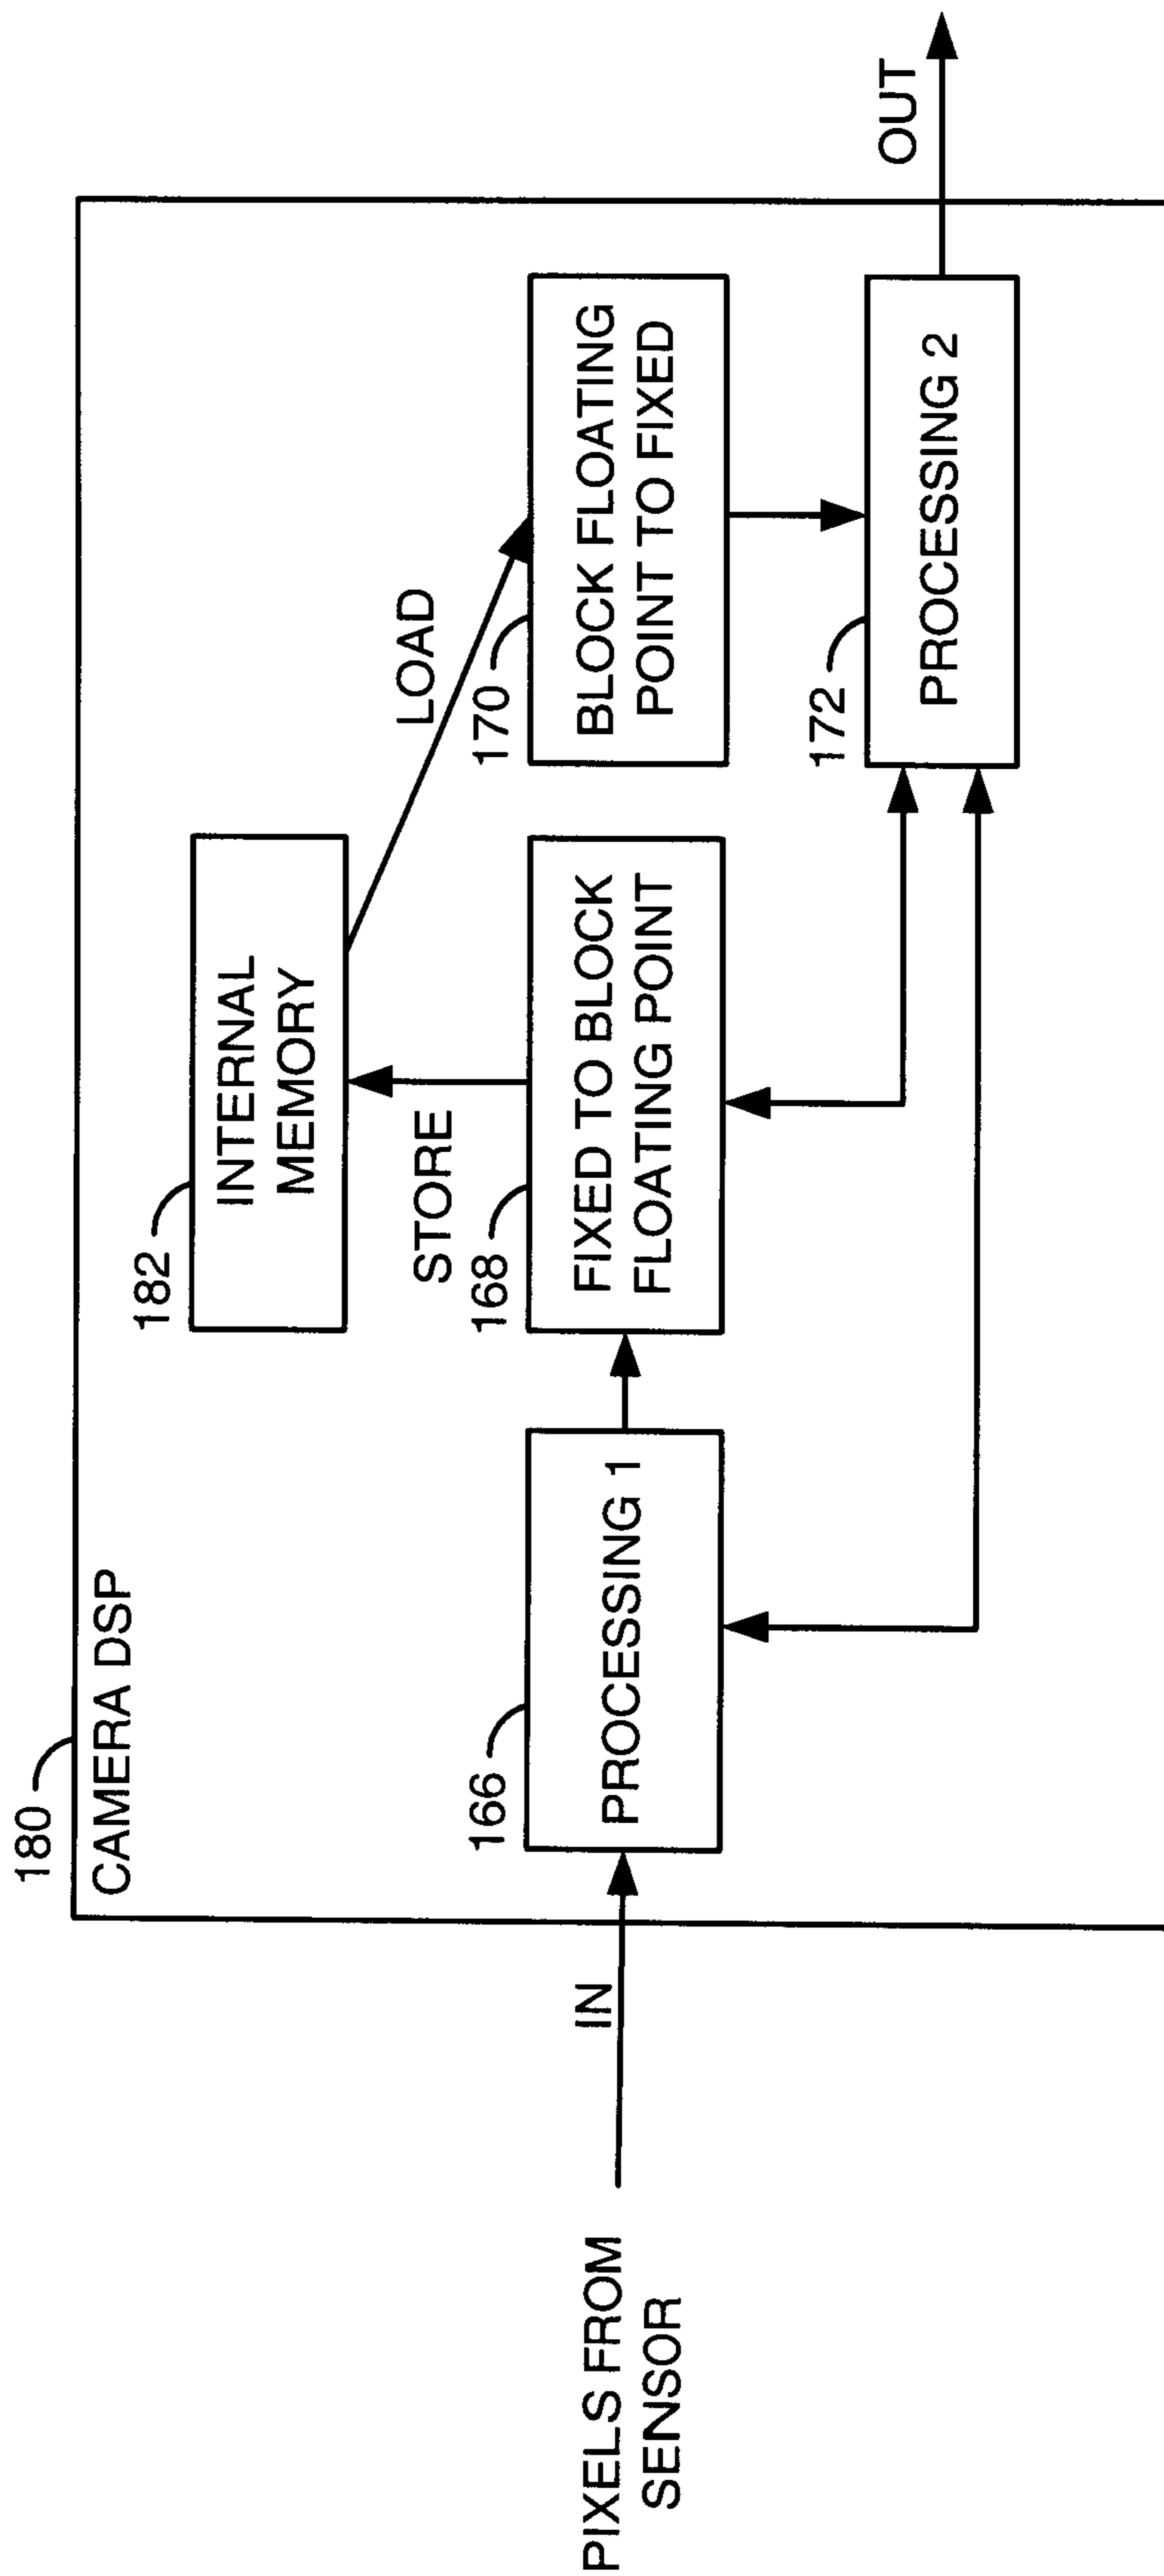 180
CAMERA DSP
182
INTERNAL
MEMORY
STORE
LOAD
PIXELS FROM
SENSOR
IN
166
PROCESSING 1
168
FIXED TO BLOCK
FLOATING POINT
170
BLOCK FLOATING
POINT TO FIXED
172
PROCESSING 2
OUT